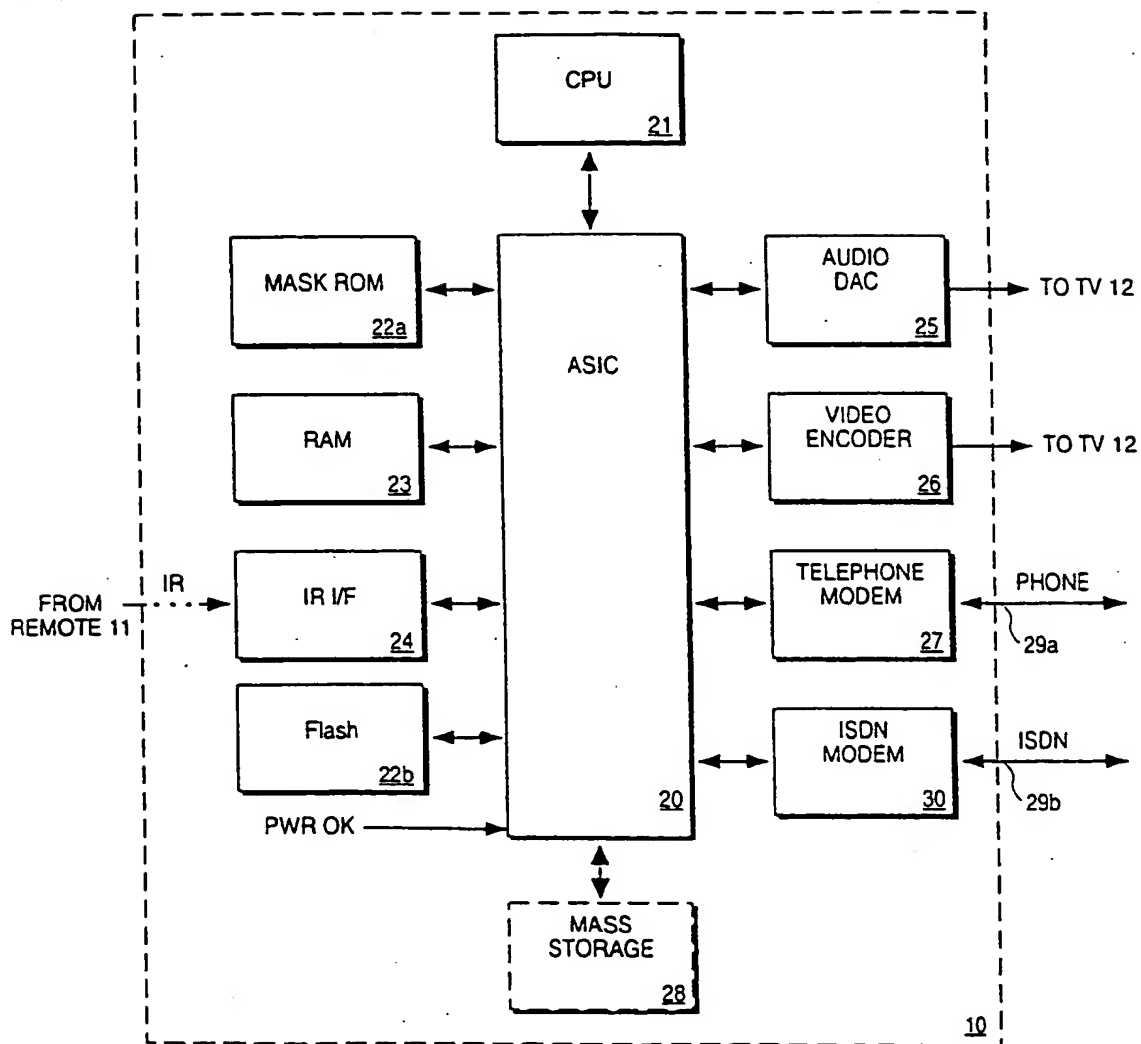 CPU
21
MASK ROM
22a
AUDIO
DAC
25
TO TV 12
ASIC
20
RAM
23
VIDEO
ENCODER
26
TO TV 12
FROM
REMOTE 11
IR
IR I/F
24
TELEPHONE
MODEM
27
PHONE
29a
Flash
22b
ISDN
MODEM
30
ISDN
29b
PWR OK
MASS
STORAGE
28
10